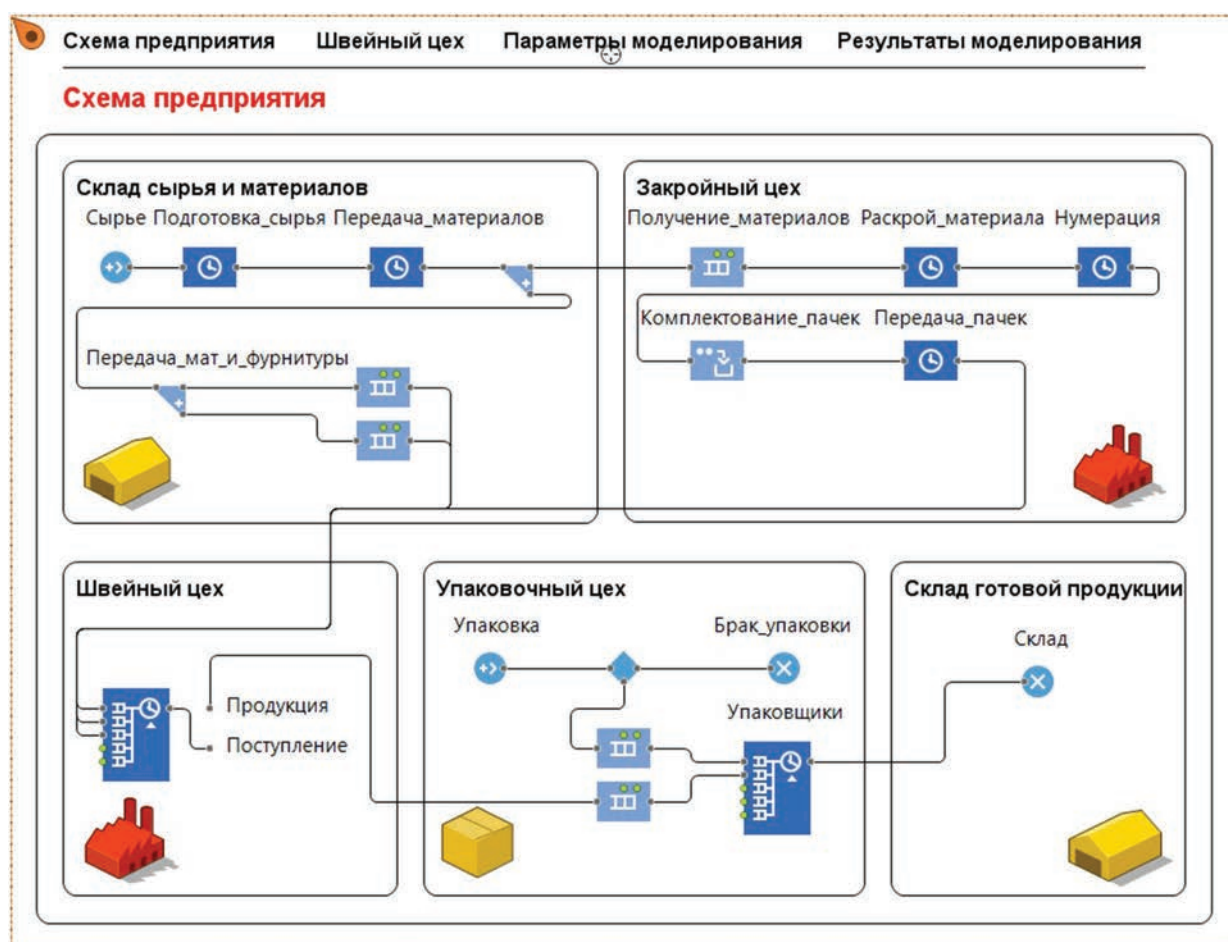 Схема предприятия Швейный цех Параметры моделирования Результаты моделирования
Схема предприятия
Склад сырья и материалов
Сырье Подготовка_сырья Передача_материалов
Передача_мат_и_фурнитуры
Закройный цех
Получение_материалов Раскрой_материала Нумерация
Комплектование_пачек Передача_пачек
Швейный цех
Продукция
Поступление
Упаковочный цех
Упаковка Брак_упаковки
Упаковщики
Склад готовой продукции
Склад